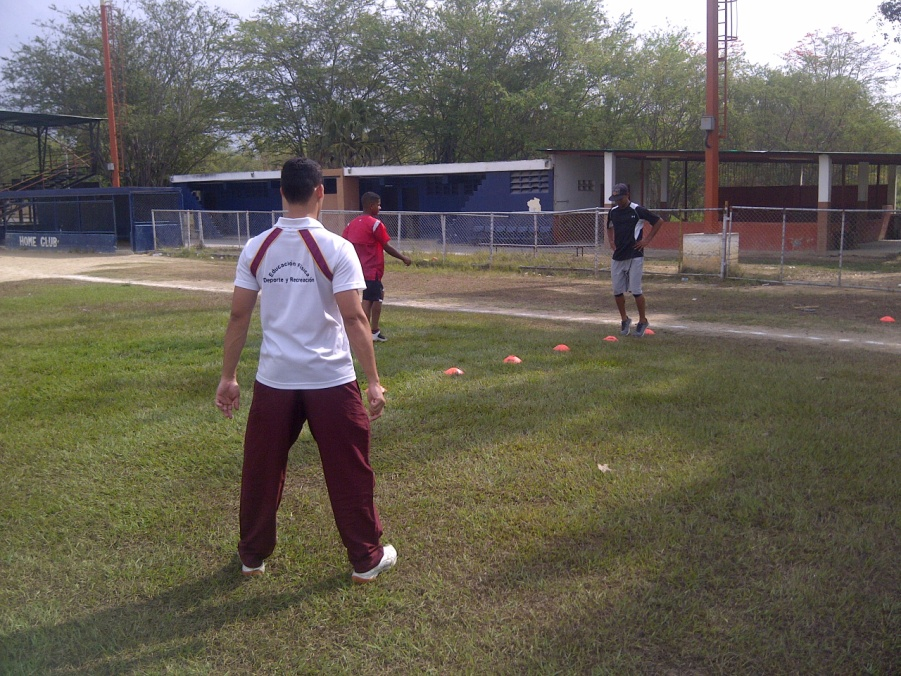 HOME CLUB
Educación Física
Deporte y Recreación